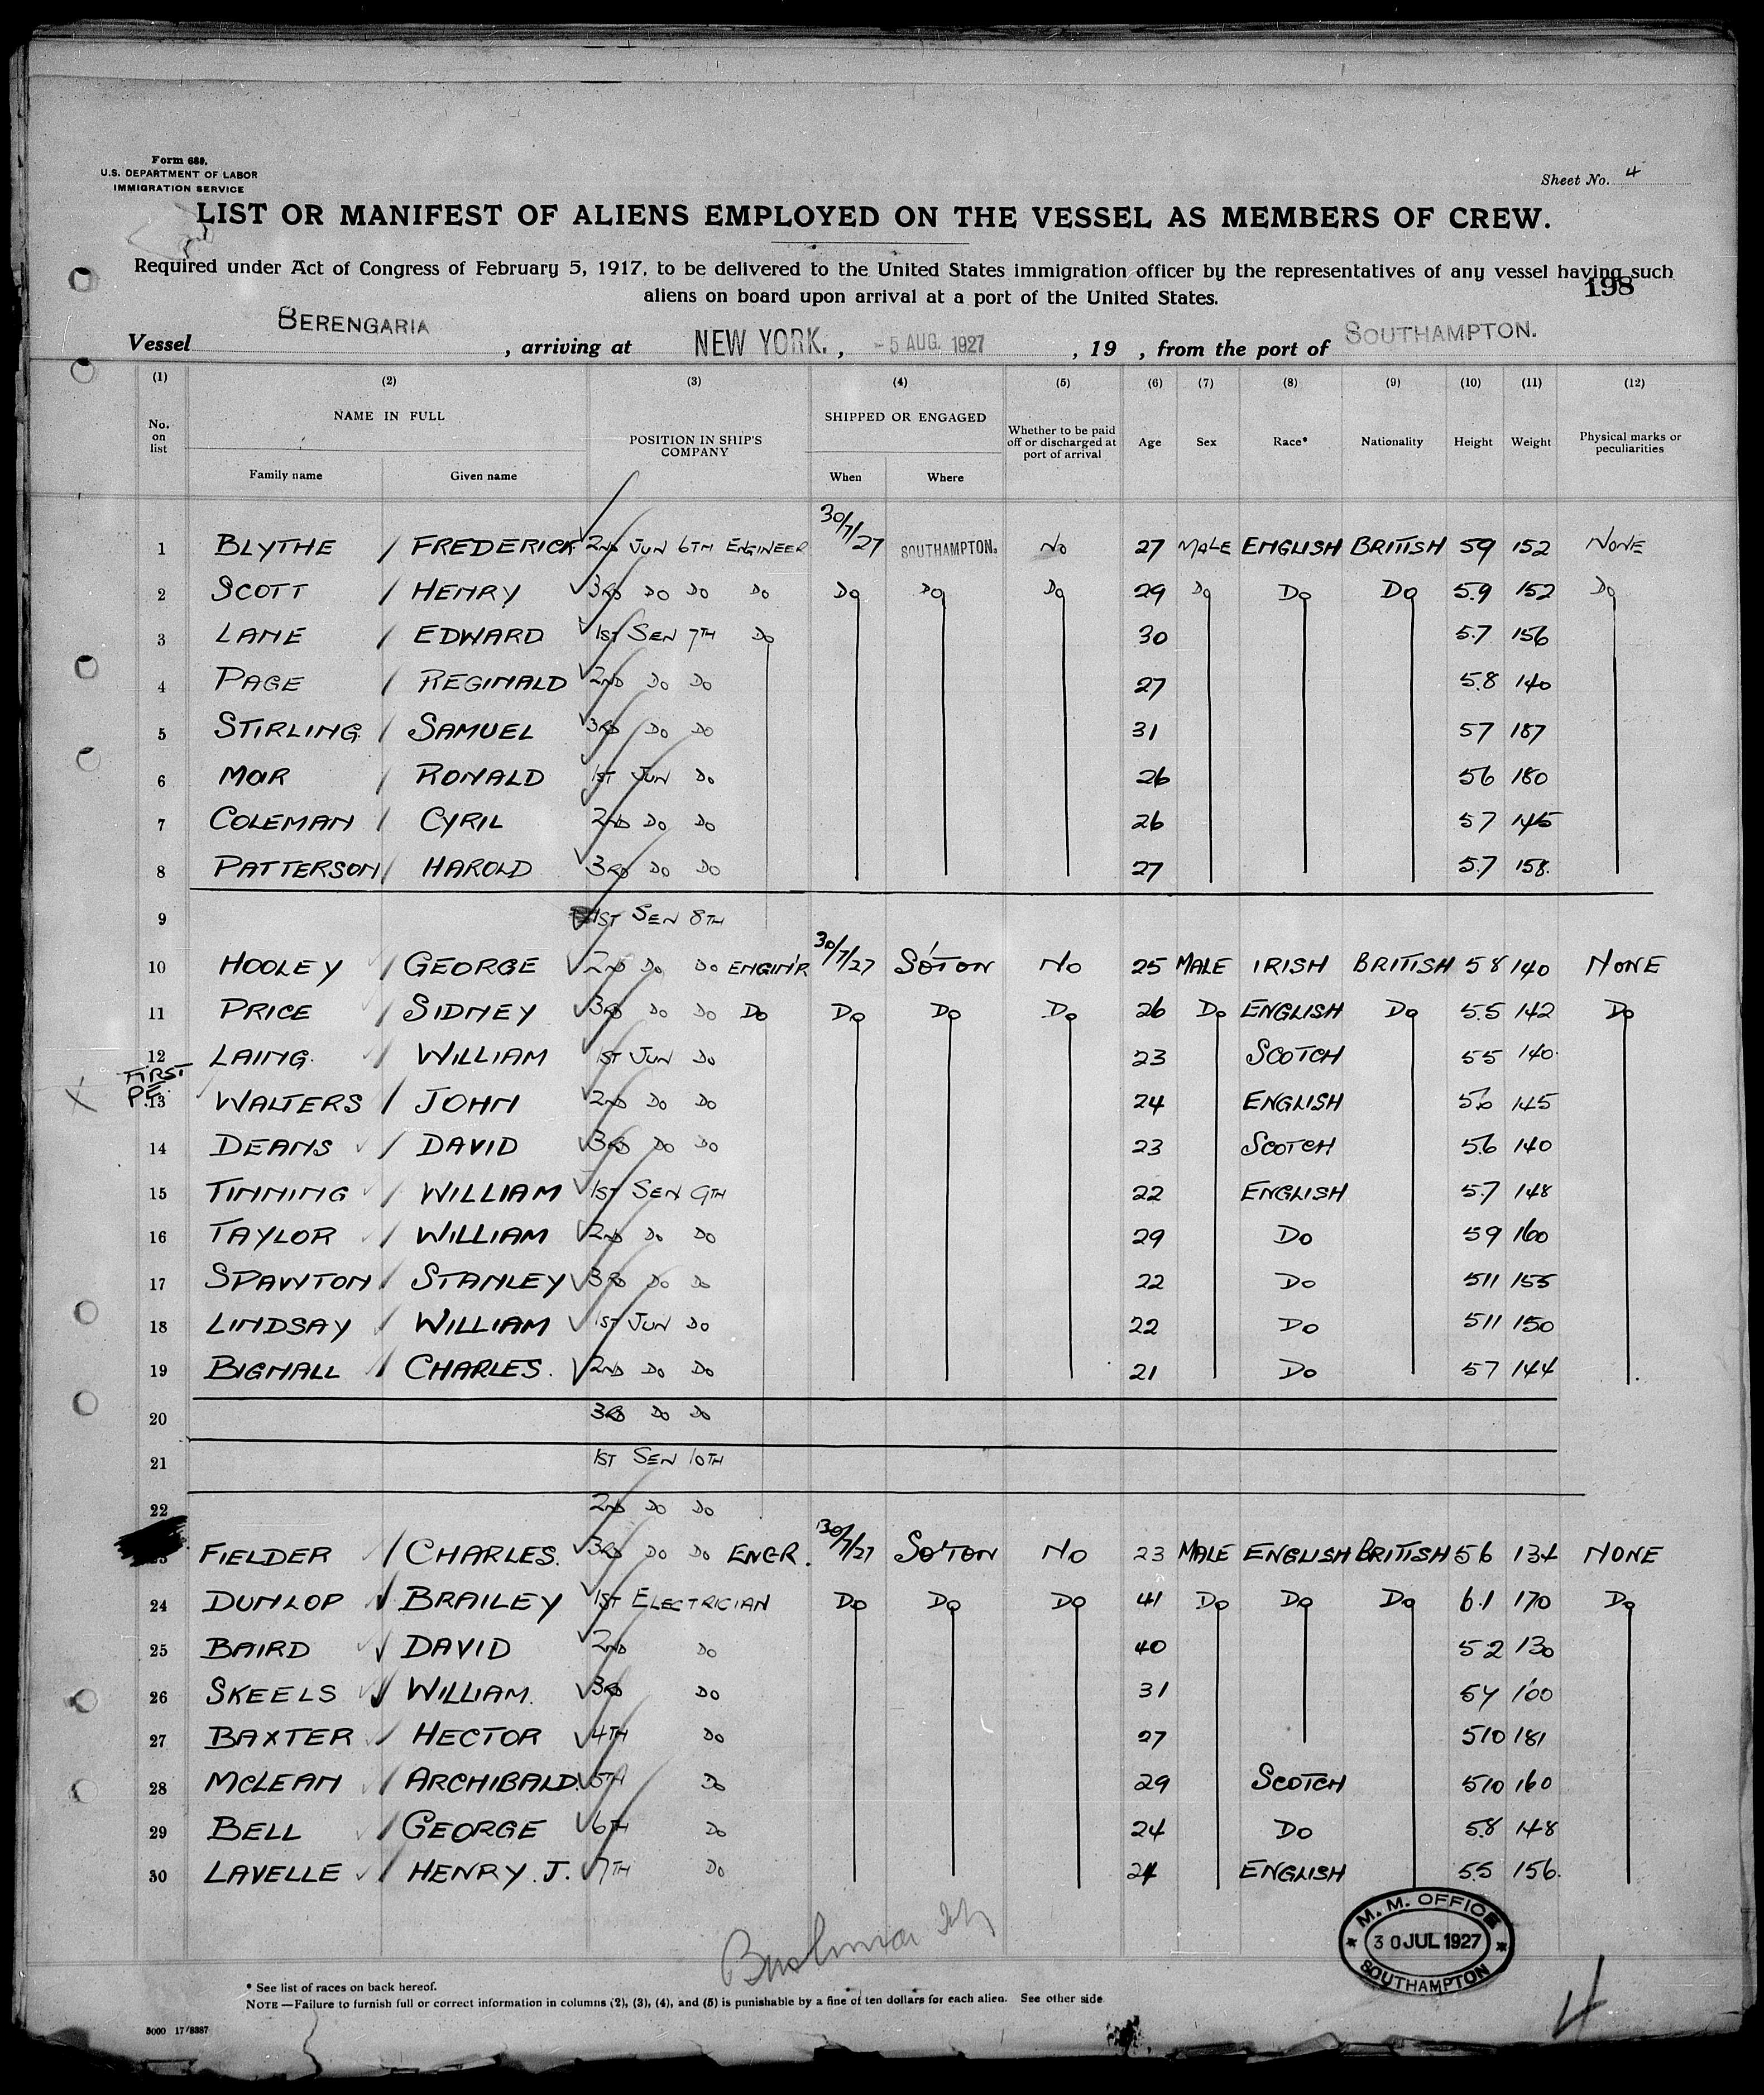 Form 689.
U.S. DEPARTMENT OF LABOR
IMMIGRATION SERVICE
Sheet No. 4
LIST OR MANIFEST OF ALIENS EMPLOYED ON THE VESSEL AS MEMBERS OF CREW.
Required under Act of Congress of February 5, 1917, to be delivered to the United States immigration officer by the representatives of any vessel having such
aliens on board upon arrival at a port of the United States.
198
Vessel BERENGARIA, arriving at NEW YORK., -5 AUG. 1927, 19 , from the port of SOUTHAMPTON.
(1) (2) (3) (4) (5) (6) (7) (8) (9) (10) (11) (12)
No. on list NAME IN FULL POSITION IN SHIP'S COMPANY SHIPPED OR ENGAGED Whether to be paid off or discharged at port of arrival Age Sex Race* Nationality Height Weight Physical marks or peculiarities
Family name Given name When Where
1 BLYTHE / FREDERICK 2ND JUN 6TH ENGINEER 30/7/27 SOUTHAMPTON. No 27 MALE ENGLISH BRITISH 59 152 NONE
2 SCOTT / HENRY 3RD DO DO DO DO DO DO 29 DO DO DO 5.9 152 DO
3 LANE / EDWARD 1ST SEN 7TH DO 30 5.7 156
4 PAGE / REGINALD 2ND DO DO 27 5.8 140
5 STIRLING / SAMUEL 3RD DO DO 31 57 187
6 MOIR / RONALD 1ST JUN DO 26 56 180
7 COLEMAN / CYRIL 2ND DO DO 26 57 145
8 PATTERSON / HAROLD 3RD DO DO 27 5.7 158.
9 1ST SEN 8TH
10 HOOLEY / GEORGE 2ND DO DO ENGIN'R 30/7/27 SO'TON NO 25 MALE IRISH BRITISH 58 140 NONE
11 PRICE / SIDNEY 3RD DO DO DO DO DO DO 26 DO ENGLISH DO 5.5 142 DO
12 LAING. WILLIAM 1ST JUN DO 23 SCOTCH 55 140.
FIRST
13 WALTERS / JOHN 2ND DO DO 24 ENGLISH 5.6 145
14 DEANS / DAVID 3RD DO DO 23 SCOTCH 5.6 140
15 TINNING / WILLIAM 1ST SEN 9TH 22 ENGLISH 5.7 148
16 TAYLOR / WILLIAM 2ND DO DO 29 DO 59 160
17 SPAWTON / STANLEY 3RD DO DO 22 DO 511 155
18 LINDSAY WILLIAM 1ST JUN DO 22 DO 511 150
19 BIGNALL / CHARLES. 2ND DO DO 21 DO 57 144
20 3RD DO DO
21 1ST SEN 10TH
22 2ND DO DO
FIELDER / CHARLES. 3RD DO DO ENGR. 30/7/27 SO'TON NO 23 MALE ENGLISH BRITISH 56 134 NONE
24 DUNLOP / BRAILEY 1ST ELECTRICIAN DO DO DO 41 DO DO DO 6.1 170 DO
25 BAIRD DAVID 2ND DO 40 52 130
26 SKEELS WILLIAM. 3RD DO 31 100
27 BAXTER / HECTOR 4TH DO 27 510 181
28 MCLEAN / ARCHIBALD. 5TH DO 29 SCOTCH 510 160
29 BELL / GEORGE 6TH DO 24 DO 5.8 148
30 LAVELLE / HENRY. J. 7TH DO 24 ENGLISH 5.5 156.
M. M. OFFICE
30 JUL 1927
SOUTHAMPTON
* See list of races on back hereof.
NOTE—Failure to furnish full or correct information in columns (2), (3), (4), and (5) is punishable by a fine of ten dollars for each alien. See other side
5000 17/8387
4